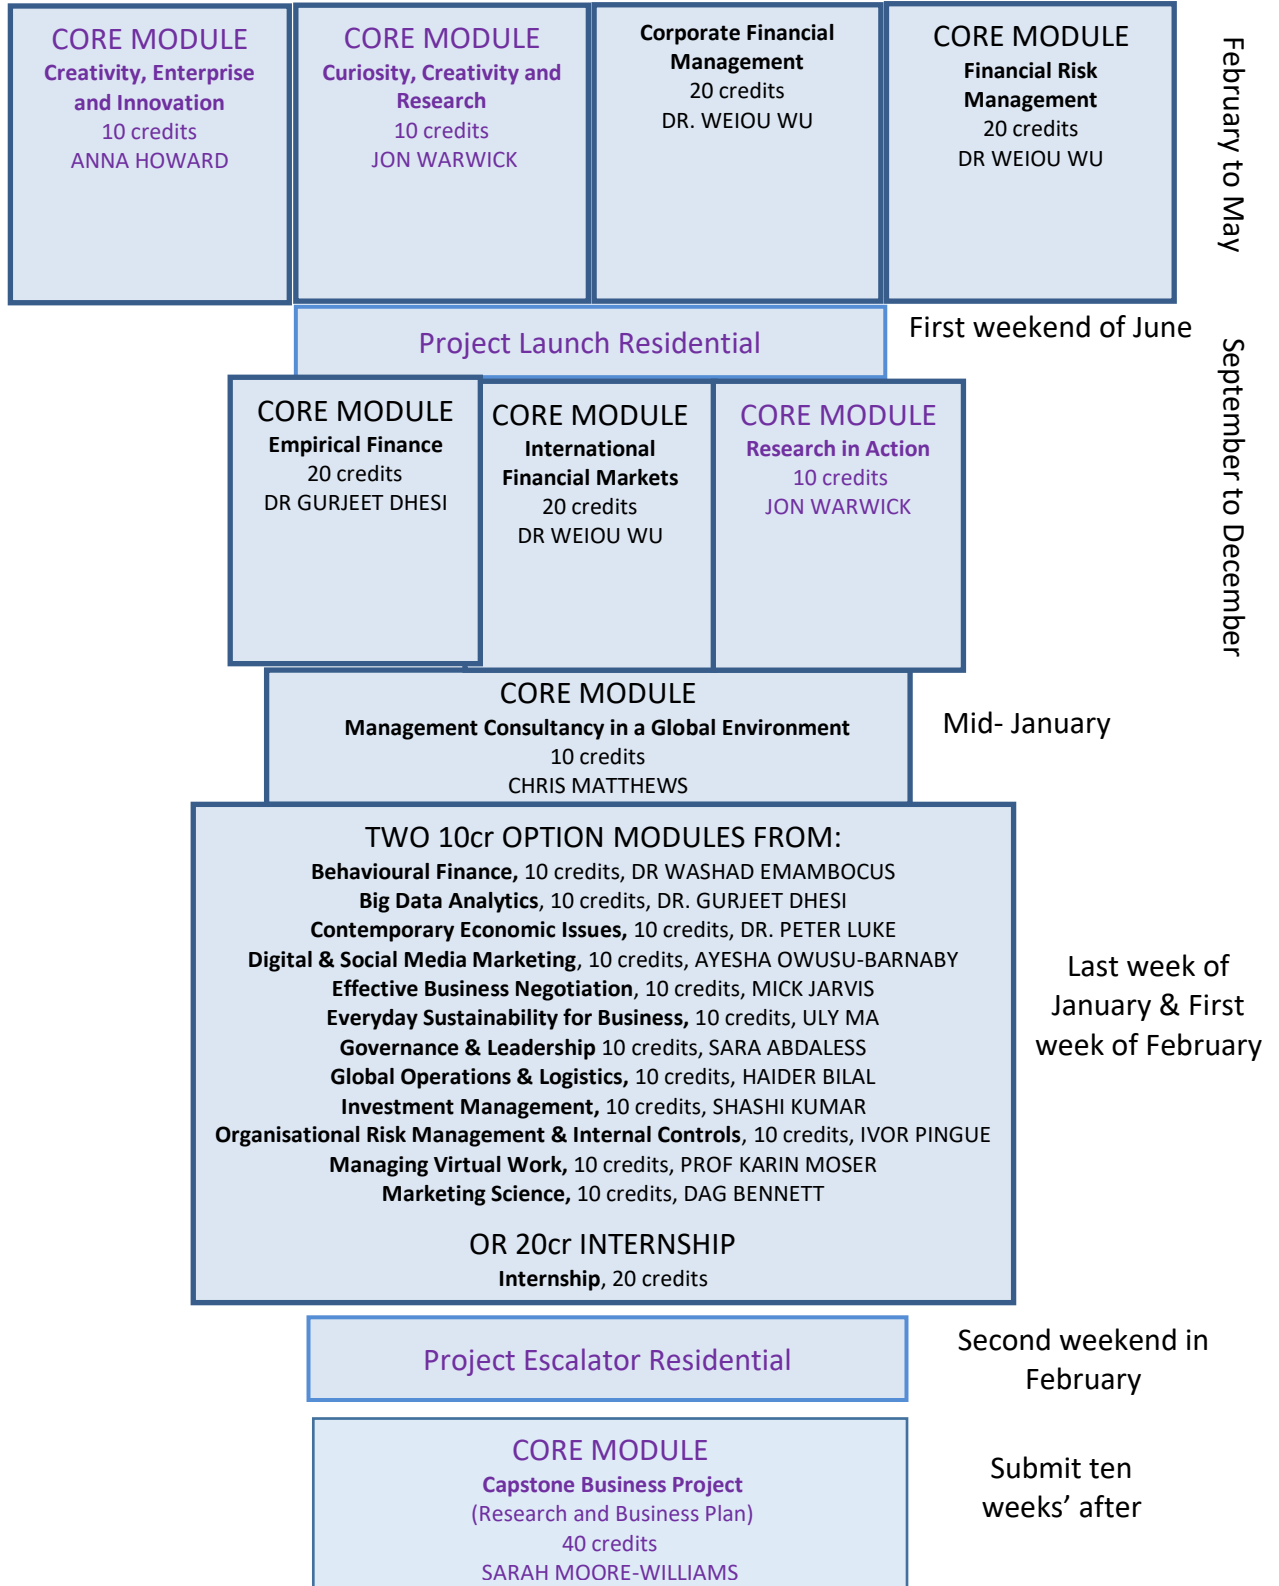 CORE MODULE
Creativity, Enterprise
and Innovation
10 credits
ANNA HOWARD
CORE MODULE
Curiosity, Creativity and
Research
10 credits
JON WARWICK
Corporate Financial
Management
20 credits
DR. WEIOU WU
CORE MODULE
Financial Risk
Management
20 credits
DR WEIOU WU
February to May
Project Launch Residential
First weekend of June
CORE MODULE
Empirical Finance
20 credits
DR GURJEET DHESI
CORE MODULE
International
Financial Markets
20 credits
DR WEIOU WU
CORE MODULE
Research in Action
10 credits
JON WARWICK
September to December
CORE MODULE
Management Consultancy in a Global Environment
10 credits
CHRIS MATTHEWS
Mid- January
TWO 10cr OPTION MODULES FROM:
Behavioural Finance, 10 credits, DR WASHAD EMAMBOCUS
Big Data Analytics, 10 credits, DR. GURJEET DHESI
Contemporary Economic Issues, 10 credits, DR. PETER LUKE
Digital & Social Media Marketing, 10 credits, AYESHA OWUSU-BARNABY
Effective Business Negotiation, 10 credits, MICK JARVIS
Everyday Sustainability for Business, 10 credits, ULY MA
Governance & Leadership 10 credits, SARA ABDALESS
Global Operations & Logistics, 10 credits, HAIDER BILAL
Investment Management, 10 credits, SHASHI KUMAR
Organisational Risk Management & Internal Controls, 10 credits, IVOR PINGUE
Managing Virtual Work, 10 credits, PROF KARIN MOSER
Marketing Science, 10 credits, DAG BENNETT
OR 20cr INTERNSHIP
Internship, 20 credits
Last week of
January & First
week of February
Project Escalator Residential
Second weekend in
February
CORE MODULE
Capstone Business Project
(Research and Business Plan)
40 credits
SARAH MOORE-WILLIAMS
Submit ten
weeks’ after